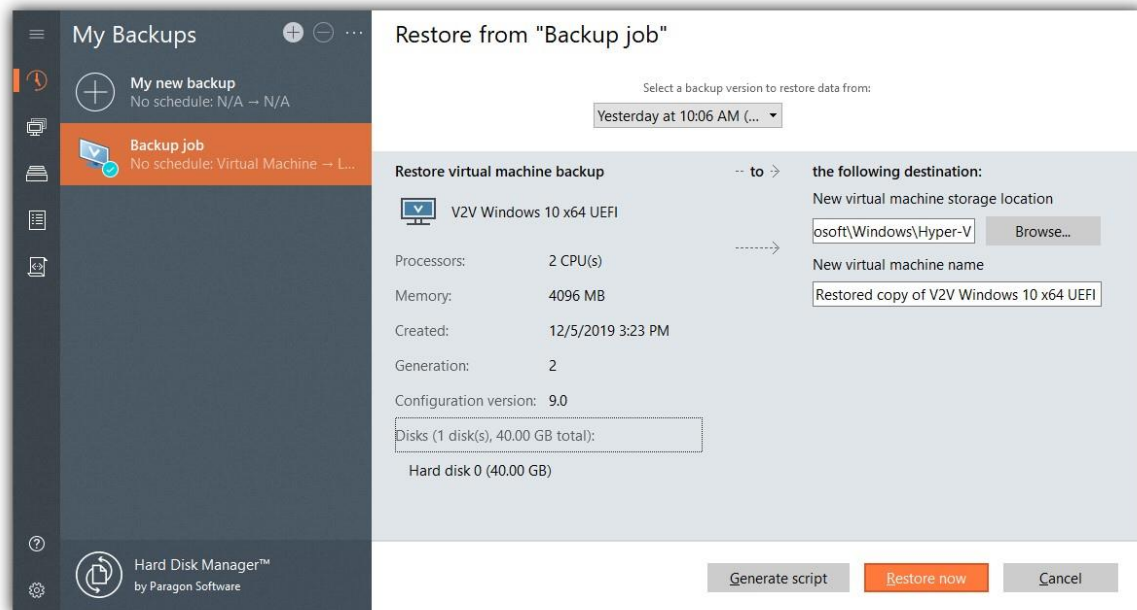 My Backups
My new backup
No schedule: N/A → N/A
Backup job
No schedule: Virtual Machine → L...
Hard Disk Manager™
by Paragon Software
Restore from "Backup job"
Select a backup version to restore data from:
Yesterday at 10:06 AM (...
Restore virtual machine backup
to
the following destination:
V2V Windows 10 x64 UEFI
New virtual machine storage location
osoft\Windows\Hyper-V
Browse...
New virtual machine name
Restored copy of V2V Windows 10 x64 UEFI
Processors: 2 CPU(s)
Memory: 4096 MB
Created: 12/5/2019 3:23 PM
Generation: 2
Configuration version: 9.0
Disks (1 disk(s), 40.00 GB total):
Hard disk 0 (40.00 GB)
Generate script
Restore now
Cancel